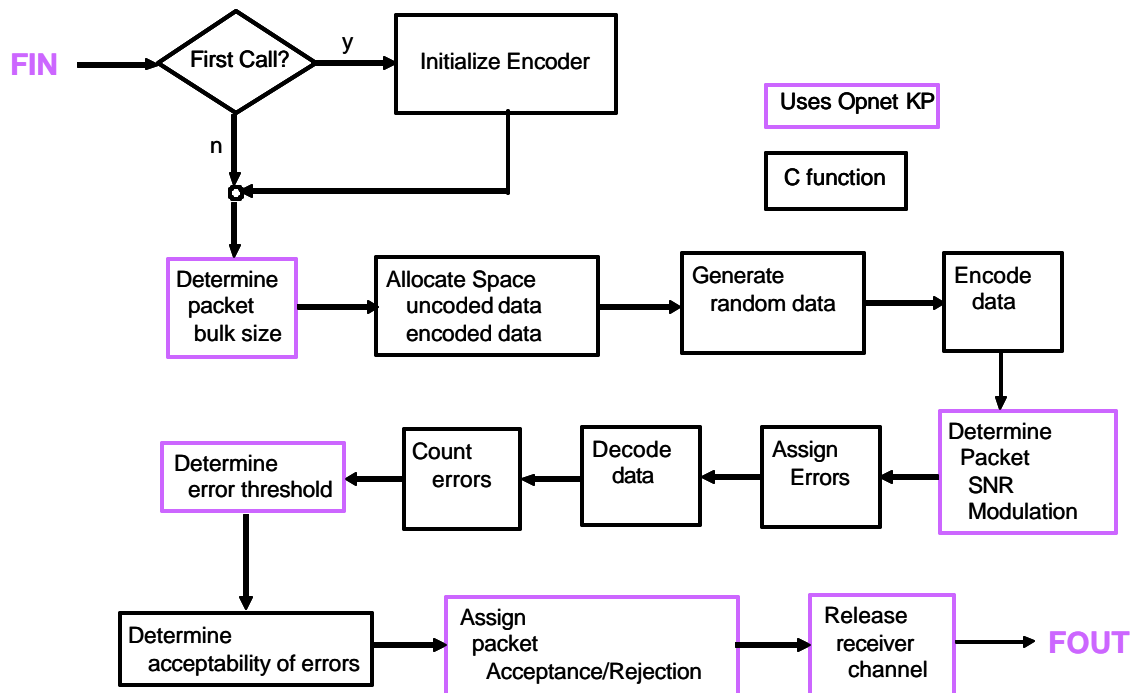 FIN
First Call?
y
Initialize Encoder
n
Uses Opnet KP
C function
Determine
packet
bulk size
Allocate Space
uncoded data
encoded data
Generate
random data
Encode
data
Determine
Packet
SNR
Modulation
Assign
Errors
Decode
data
Count
errors
Determine
error threshold
Determine
acceptability of errors
Assign
packet
Acceptance/Rejection
Release
receiver
channel
FOUT